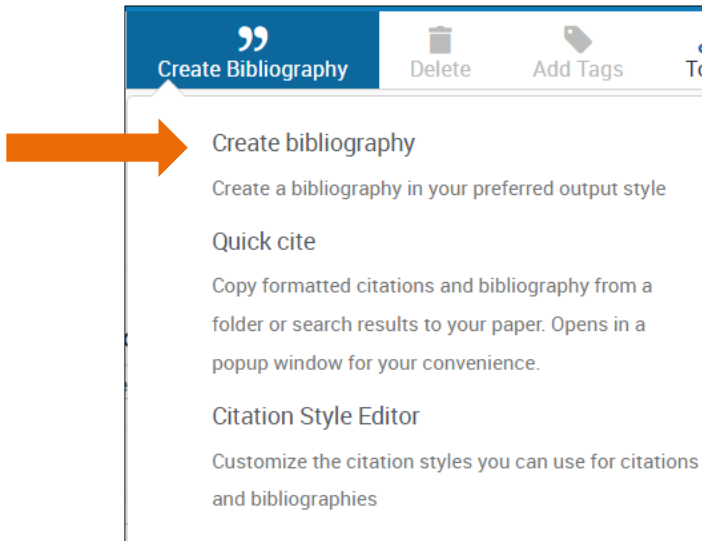 Create Bibliography
Delete
Add Tags
Create bibliography
Create a bibliography in your preferred output style
Quick cite
Copy formatted citations and bibliography from a
folder or search results to your paper. Opens in a
popup window for your convenience.
Citation Style Editor
Customize the citation styles you can use for citations
and bibliographies